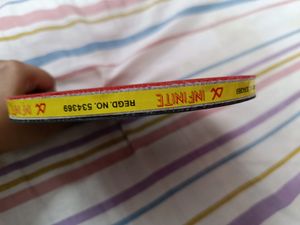 INFINITE REGD. NO. 534369